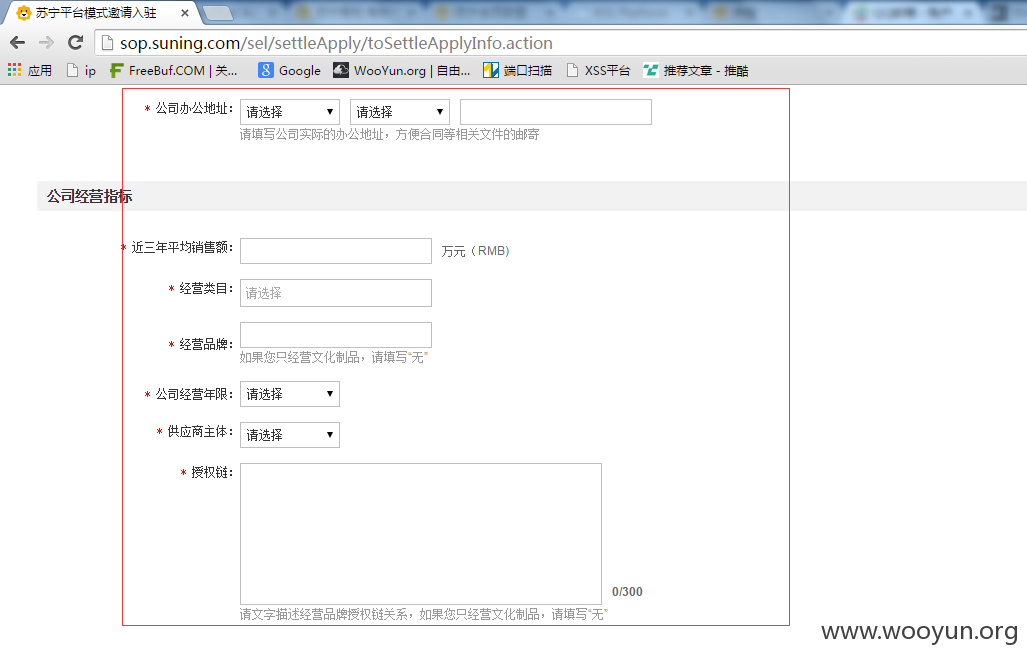 苏宁平台模式邀请入驻 ×
sop.suning.com/sel/settleApply/toSettleApplyInfo.action
应用 ip FreeBuf.COM | 关... Google WooYun.org | 自由... 端口扫描 XSS平台 推荐文章 - 推酷
* 公司办公地址: 请选择 ▼ 请选择 ▼
请填写公司实际的办公地址，方便合同等相关文件的邮寄
公司经营指标
* 近三年平均销售额: 万元（RMB)
* 经营类目: 请选择
* 经营品牌:
如果您只经营文化制品，请填写“无”
* 公司经营年限: 请选择 ▼
* 供应商主体: 请选择 ▼
* 授权链:
0/300
请文字描述经营品牌授权链关系，如果您只经营文化制品，请填写“无”
www.wooyun.org